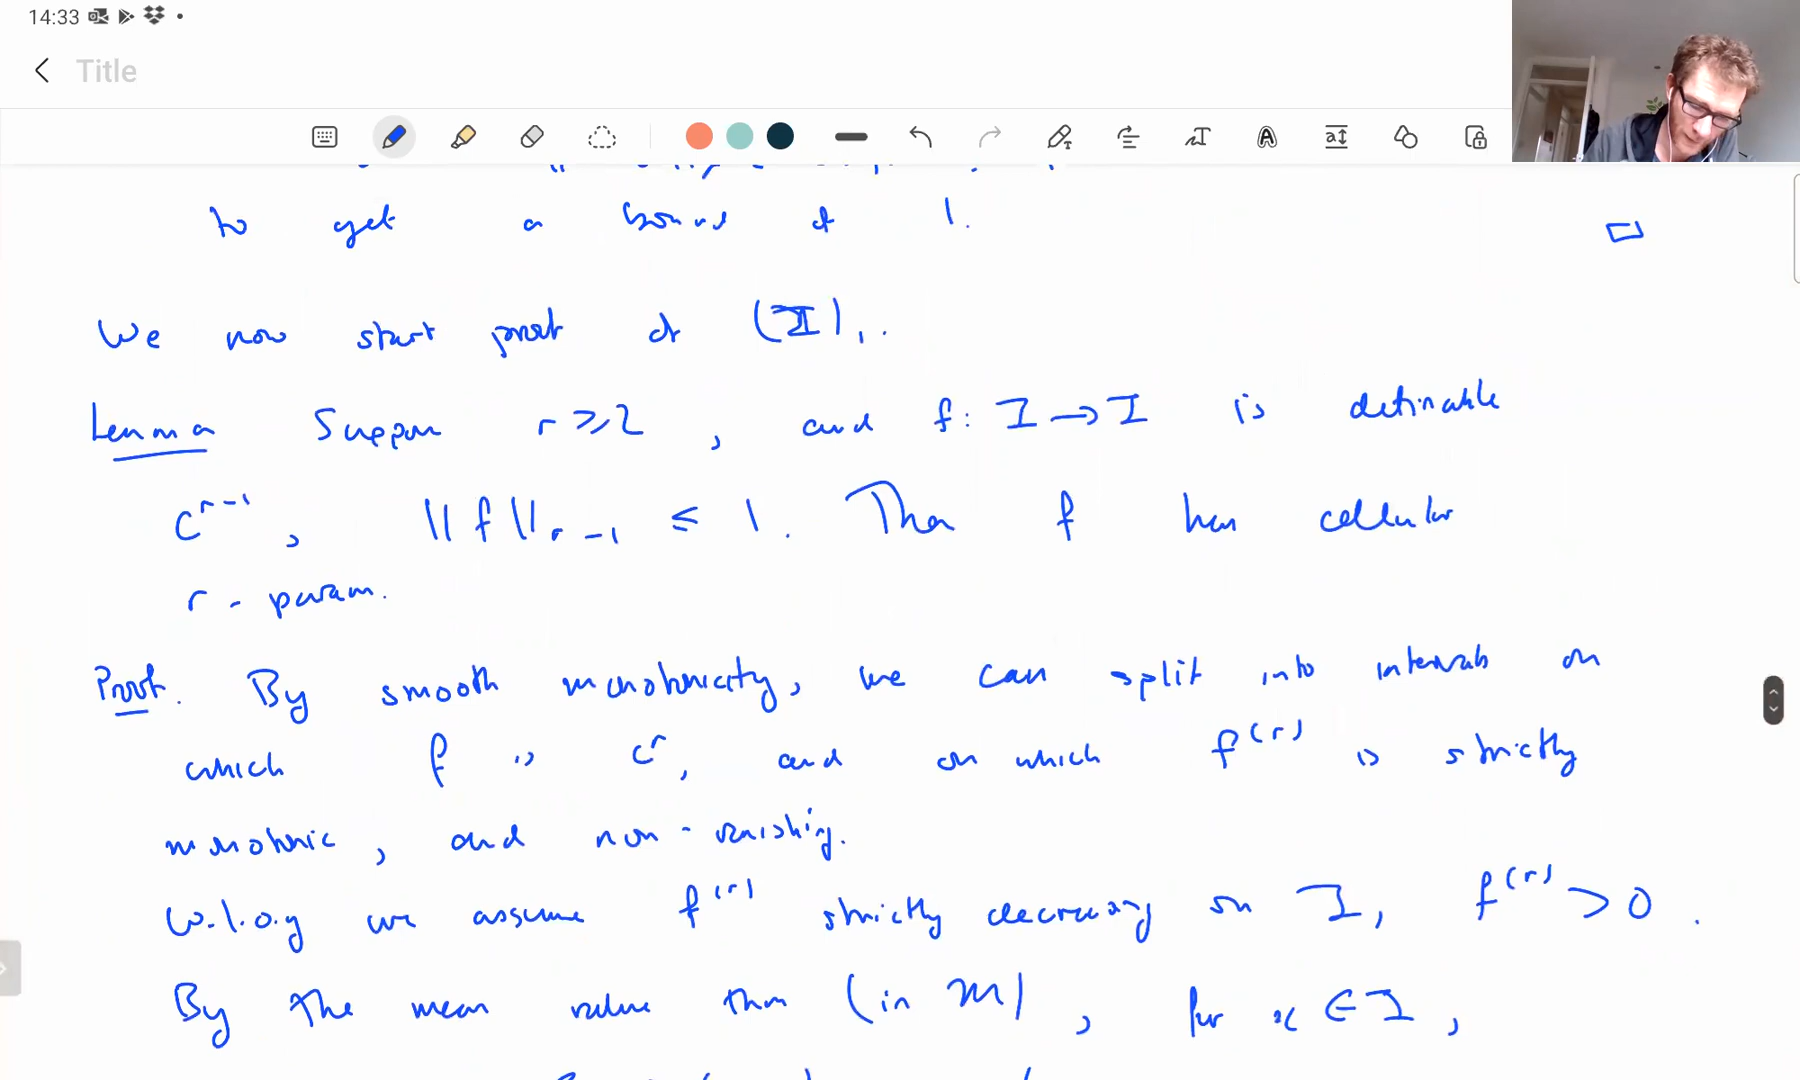 14:33
Title
to get a bound of 1.
We now start proof of (II)₁.
Lemma Suppose r ≥ 2, and f: I → I is definable
C^{r-1}, ||f||_{r-1} ≤ 1. Then f has cellular
r-param.
Proof. By smooth monotonicity, we can split into intervals on
which f is C^r, and on which f^{(r)} is strictly
monotonic, and non-vanishing.
W.l.o.g we assume f^{(r)} strictly decreasing on I, f^{(r)} > 0.
By the mean value thm (in M), for x ∈ I,